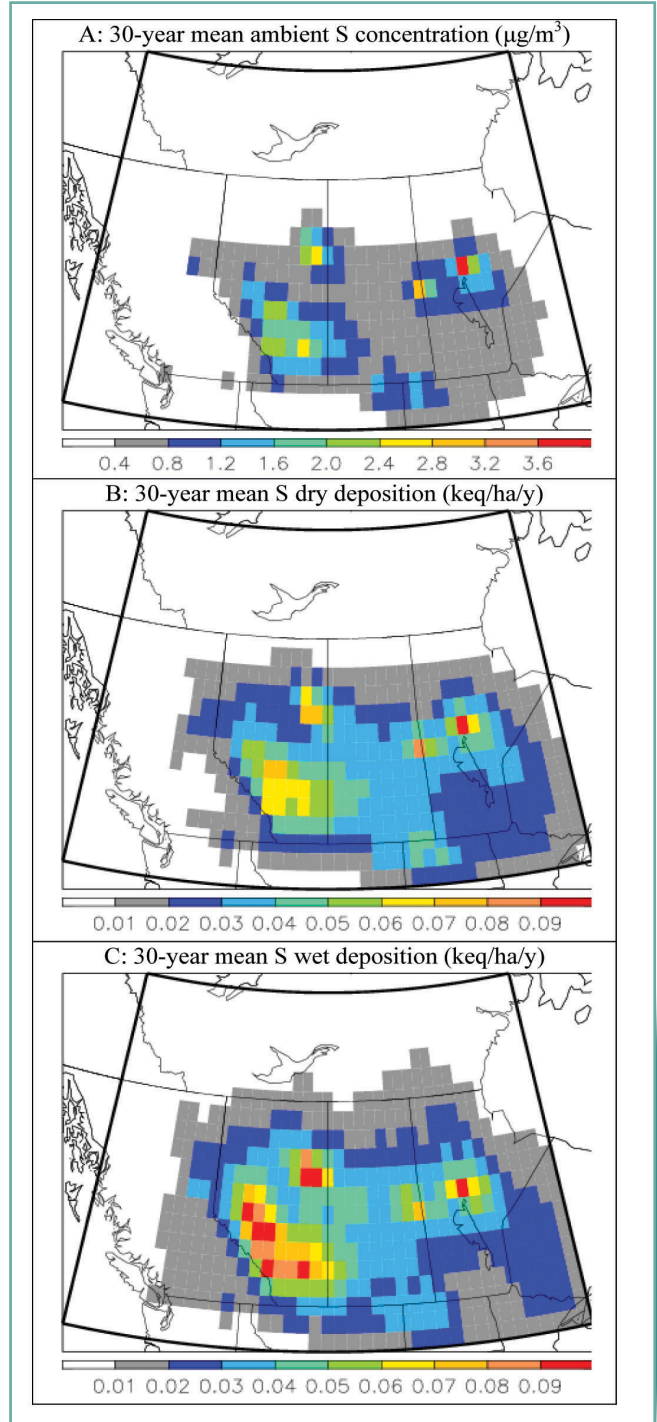 A: 30-year mean ambient S concentration (µg/m³)
0.4 0.8 1.2 1.6 2.0 2.4 2.8 3.2 3.6
B: 30-year mean S dry deposition (keq/ha/y)
0.01 0.02 0.03 0.04 0.05 0.06 0.07 0.08 0.09
C: 30-year mean S wet deposition (keq/ha/y)
0.01 0.02 0.03 0.04 0.05 0.06 0.07 0.08 0.09